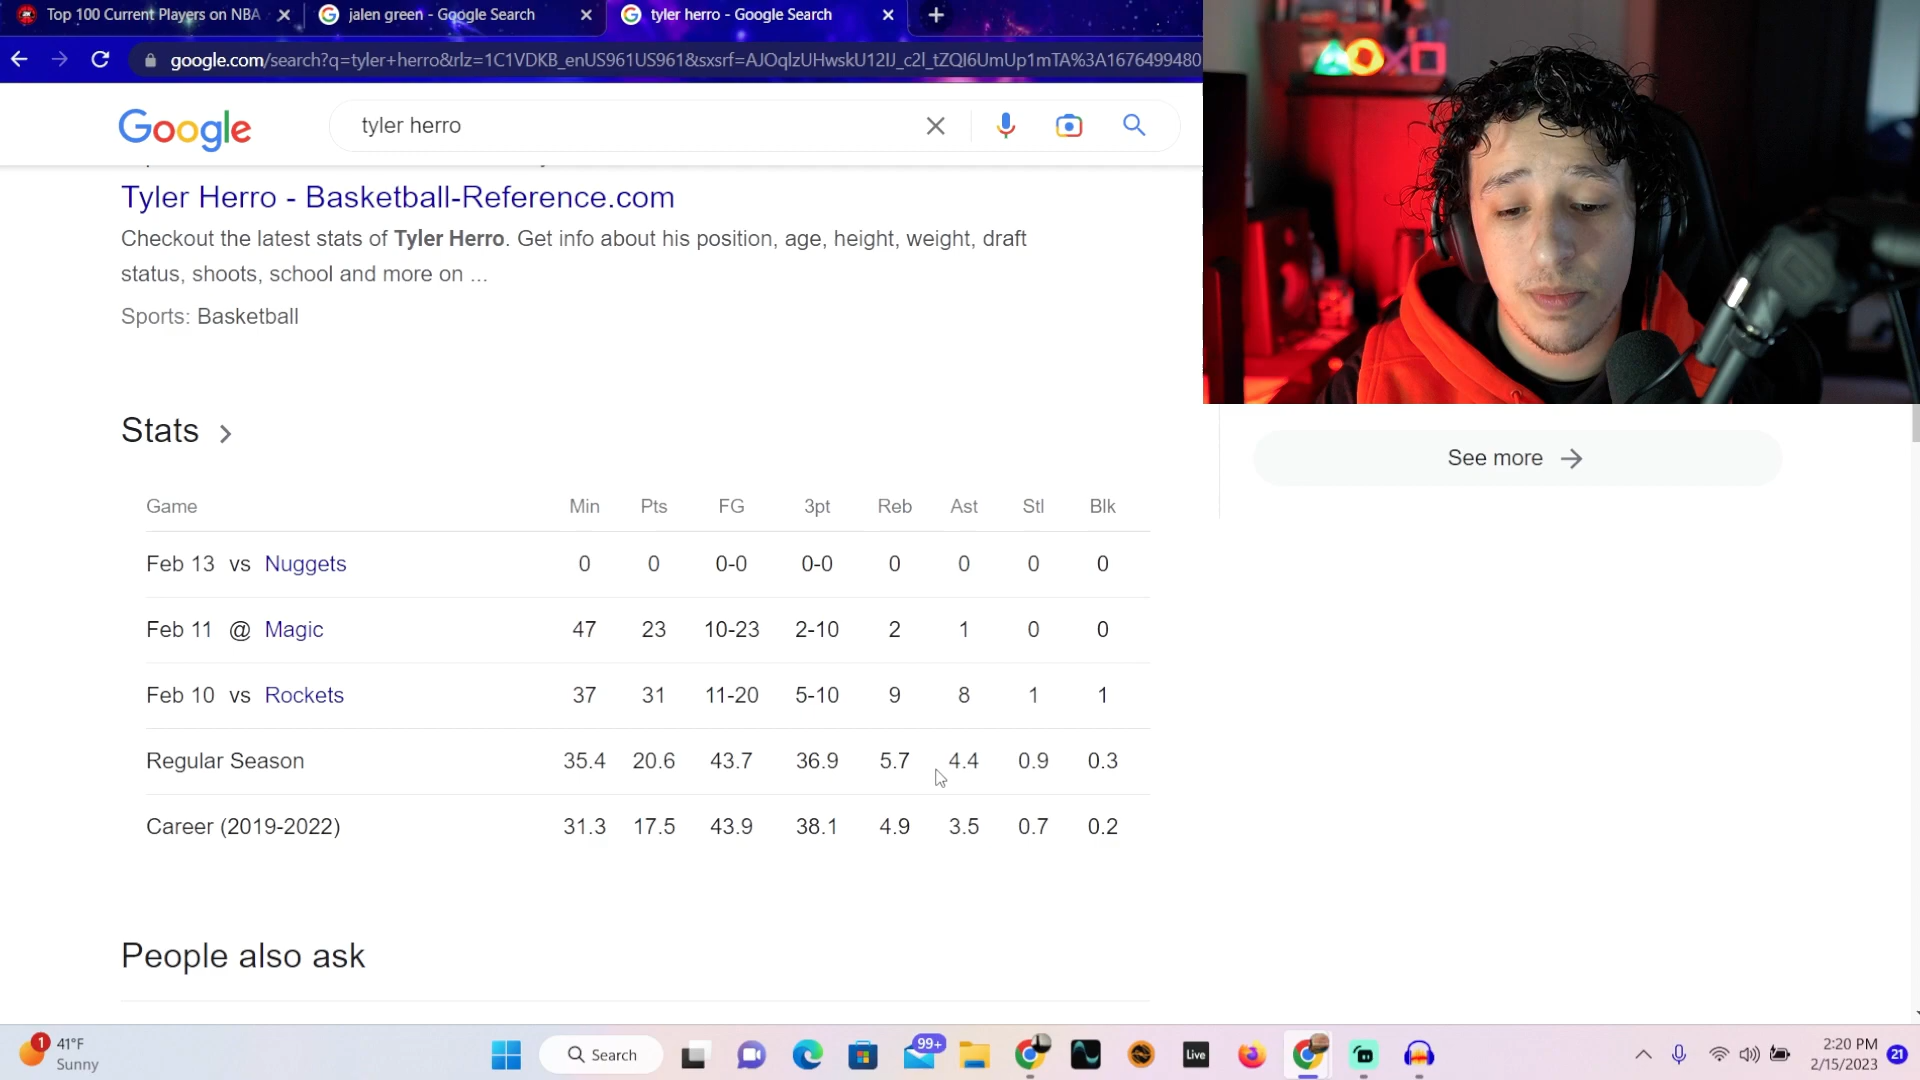 Top 100 Current Players on NBA
jalen green - Google Search
tyler herro - Google Search
google.com/search?q=tyler+herro&rlz=1C1VDKB_enUS961US961&sxsrf=AJOqlzUHwskU12IJ_c2l_tZQl6UmUp1mTA%3A1676499480
Google
tyler herro
Tyler Herro - Basketball-Reference.com
Checkout the latest stats of Tyler Herro. Get info about his position, age, height, weight, draft
status, shoots, school and more on ...
Sports: Basketball
Stats
See more
Game Min Pts FG 3pt Reb Ast Stl Blk
Feb 13 vs Nuggets 0 0 0-0 0-0 0 0 0 0
Feb 11 @ Magic 47 23 10-23 2-10 2 1 0 0
Feb 10 vs Rockets 37 31 11-20 5-10 9 8 1 1
Regular Season 35.4 20.6 43.7 36.9 5.7 4.4 0.9 0.3
Career (2019-2022) 31.3 17.5 43.9 38.1 4.9 3.5 0.7 0.2
People also ask
1
41°F
Sunny
Search
99+
Live
2:20 PM
2/15/2023
21